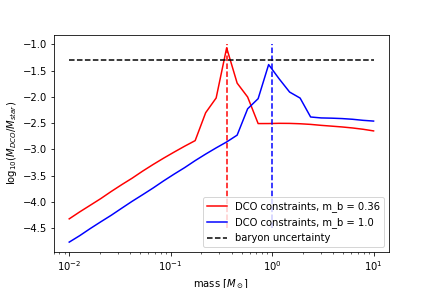 −1.0
−1.5
−2.0
−2.5
−3.0
−3.5
−4.0
−4.5
log₁₀(M_DCO/M_star)
DCO constraints, m_b = 0.36
DCO constraints, m_b = 1.0
baryon uncertainty
10⁻² 10⁻¹ 10⁰ 10¹
mass [M_⊙]